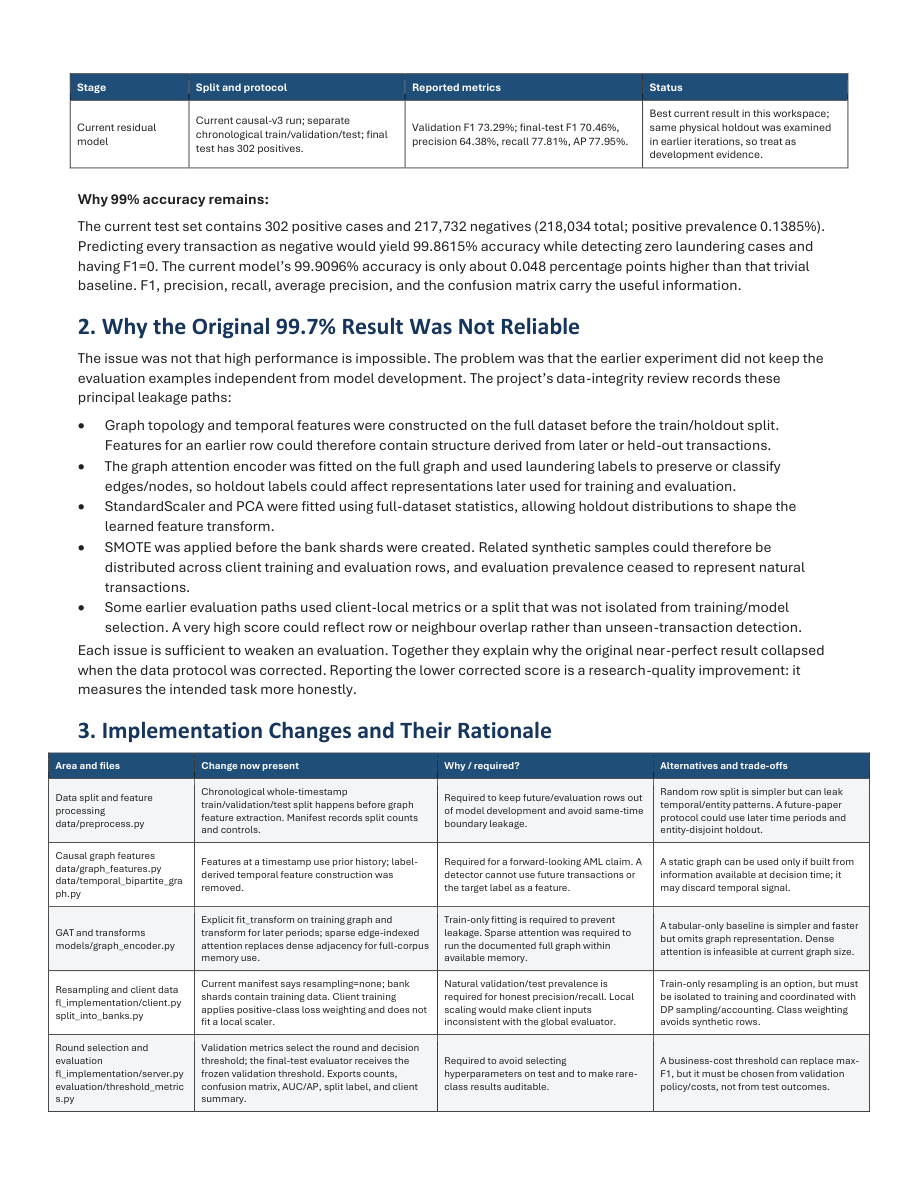 Stage Split and protocol Reported metrics Status
Current residual
model
Current causal-v3 run; separate
chronological train/validation/test; final
test has 302 positives.
Validation F1 73.29%; final-test F1 70.46%,
precision 64.38%, recall 77.81%, AP 77.95%.
Best current result in this workspace;
same physical holdout was examined
in earlier iterations, so treat as
development evidence.
Why 99% accuracy remains:
The current test set contains 302 positive cases and 217,732 negatives (218,034 total; positive prevalence 0.1385%).
Predicting every transaction as negative would yield 99.8615% accuracy while detecting zero laundering cases and
having F1=0. The current model’s 99.9096% accuracy is only about 0.048 percentage points higher than that trivial
baseline. F1, precision, recall, average precision, and the confusion matrix carry the useful information.
2. Why the Original 99.7% Result Was Not Reliable
The issue was not that high performance is impossible. The problem was that the earlier experiment did not keep the
evaluation examples independent from model development. The project’s data-integrity review records these
principal leakage paths:
• Graph topology and temporal features were constructed on the full dataset before the train/holdout split.
Features for an earlier row could therefore contain structure derived from later or held-out transactions.
• The graph attention encoder was fitted on the full graph and used laundering labels to preserve or classify
edges/nodes, so holdout labels could affect representations later used for training and evaluation.
• StandardScaler and PCA were fitted using full-dataset statistics, allowing holdout distributions to shape the
learned feature transform.
• SMOTE was applied before the bank shards were created. Related synthetic samples could therefore be
distributed across client training and evaluation rows, and evaluation prevalence ceased to represent natural
transactions.
• Some earlier evaluation paths used client-local metrics or a split that was not isolated from training/model
selection. A very high score could reflect row or neighbour overlap rather than unseen-transaction detection.
Each issue is sufficient to weaken an evaluation. Together they explain why the original near-perfect result collapsed
when the data protocol was corrected. Reporting the lower corrected score is a research-quality improvement: it
measures the intended task more honestly.
3. Implementation Changes and Their Rationale
Area and files Change now present Why / required? Alternatives and trade-offs
Data split and feature
processing
data/preprocess.py
Chronological whole-timestamp
train/validation/test split happens before graph
feature extraction. Manifest records split counts
and controls.
Required to keep future/evaluation rows out
of model development and avoid same-time
boundary leakage.
Random row split is simpler but can leak
temporal/entity patterns. A future-paper
protocol could use later time periods and
entity-disjoint holdout.
Causal graph features
data/graph_features.py
data/temporal_bipartite_gra
ph.py
Features at a timestamp use prior history; label-
derived temporal feature construction was
removed.
Required for a forward-looking AML claim. A
detector cannot use future transactions or
the target label as a feature.
A static graph can be used only if built from
information available at decision time; it
may discard temporal signal.
GAT and transforms
models/graph_encoder.py
Explicit fit_transform on training graph and
transform for later periods; sparse edge-indexed
attention replaces dense adjacency for full-corpus
memory use.
Train-only fitting is required to prevent
leakage. Sparse attention was required to
run the documented full graph within
available memory.
A tabular-only baseline is simpler and faster
but omits graph representation. Dense
attention is infeasible at current graph size.
Resampling and client data
fl_implementation/client.py
split_into_banks.py
Current manifest says resampling=none; bank
shards contain training data. Client training
applies positive-class loss weighting and does not
fit a local scaler.
Natural validation/test prevalence is
required for honest precision/recall. Local
scaling would make client inputs
inconsistent with the global evaluator.
Train-only resampling is an option, but must
be isolated to training and coordinated with
DP sampling/accounting. Class weighting
avoids synthetic rows.
Round selection and
evaluation
fl_implementation/server.py
evaluation/threshold_metric
s.py
Validation metrics select the round and decision
threshold; the final-test evaluator receives the
frozen validation threshold. Exports counts,
confusion matrix, AUC/AP, split label, and client
summary.
Required to avoid selecting
hyperparameters on test and to make rare-
class results auditable.
A business-cost threshold can replace max-
F1, but it must be chosen from validation
policy/costs, not from test outcomes.